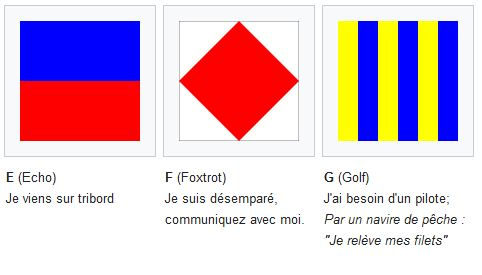 E (Echo)
Je viens sur tribord
F (Foxtrot)
Je suis désemparé,
communiquez avec moi.
G (Golf)
J'ai besoin d'un pilote;
Par un navire de pêche :
"Je relève mes filets"